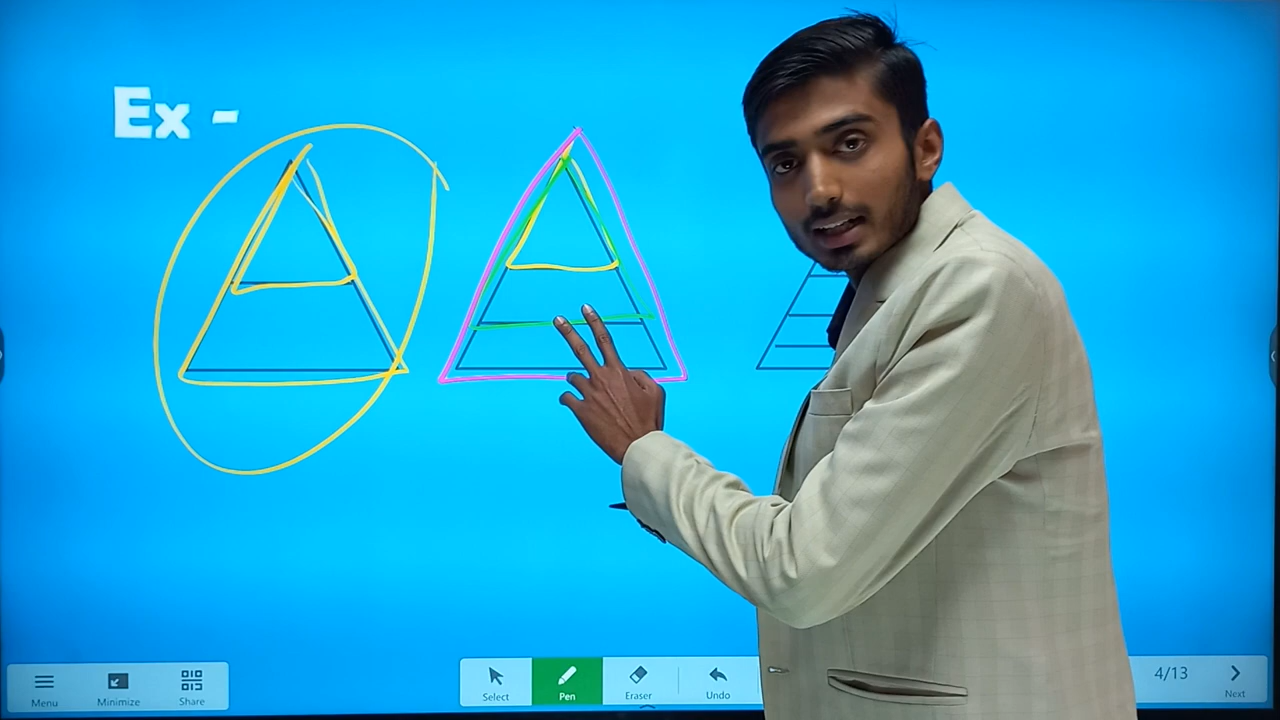 Ex -
Menu
Minimize
Share
Select
Pen
Eraser
Undo
4/13
Next